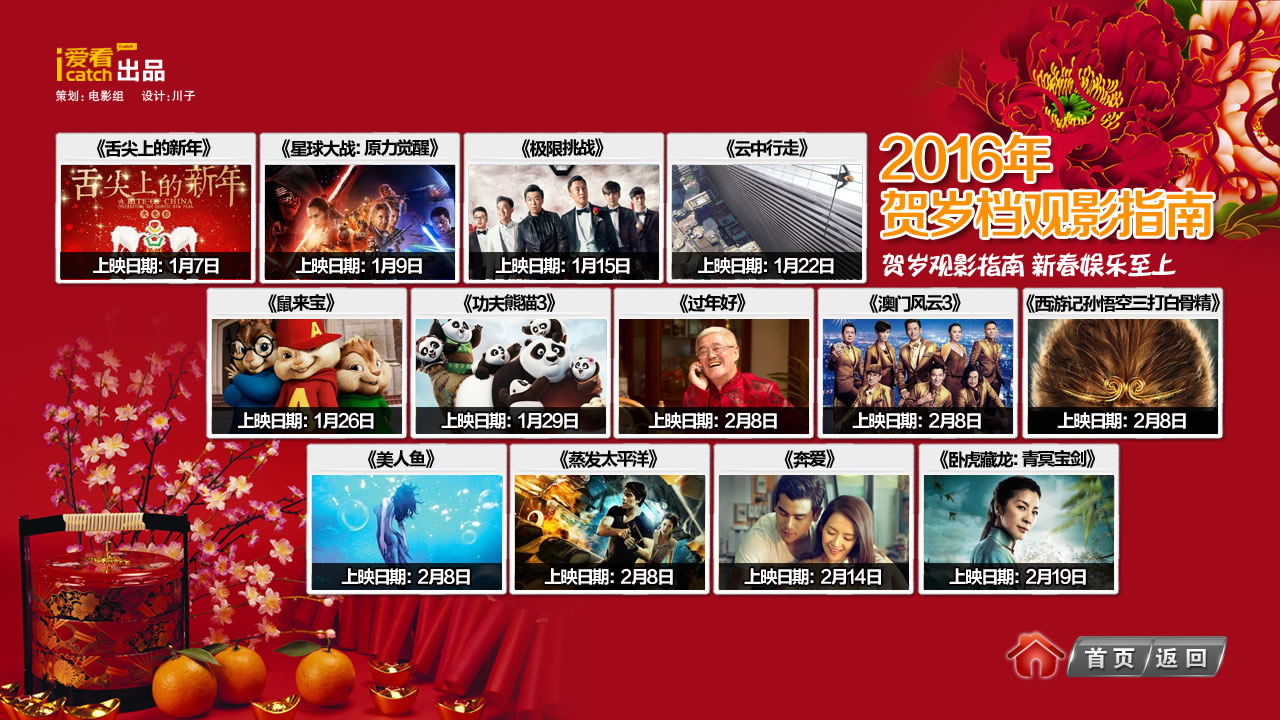 i爱看
i catch
catch
出品
策划：电影组 设计：川子
2016年
贺岁档观影指南
贺岁观影指南 新春娱乐至上
《舌尖上的新年》
舌尖上的新年
A BITE OF CHINA
CELEBRATING THE CHINESE NEW YEAR
大电影
上映日期：1月7日
《星球大战：原力觉醒》
上映日期：1月9日
《极限挑战》
上映日期：1月15日
《云中行走》
上映日期：1月22日
《鼠来宝》
A
A
上映日期：1月26日
《功夫熊猫3》
上映日期：1月29日
《过年好》
上映日期：2月8日
《澳门风云3》
上映日期：2月8日
《西游记孙悟空三打白骨精》
上映日期：2月8日
《美人鱼》
上映日期：2月8日
《蒸发太平洋》
上映日期：2月8日
《奔爱》
上映日期：2月14日
《卧虎藏龙：青冥宝剑》
上映日期：2月19日
首页 返回